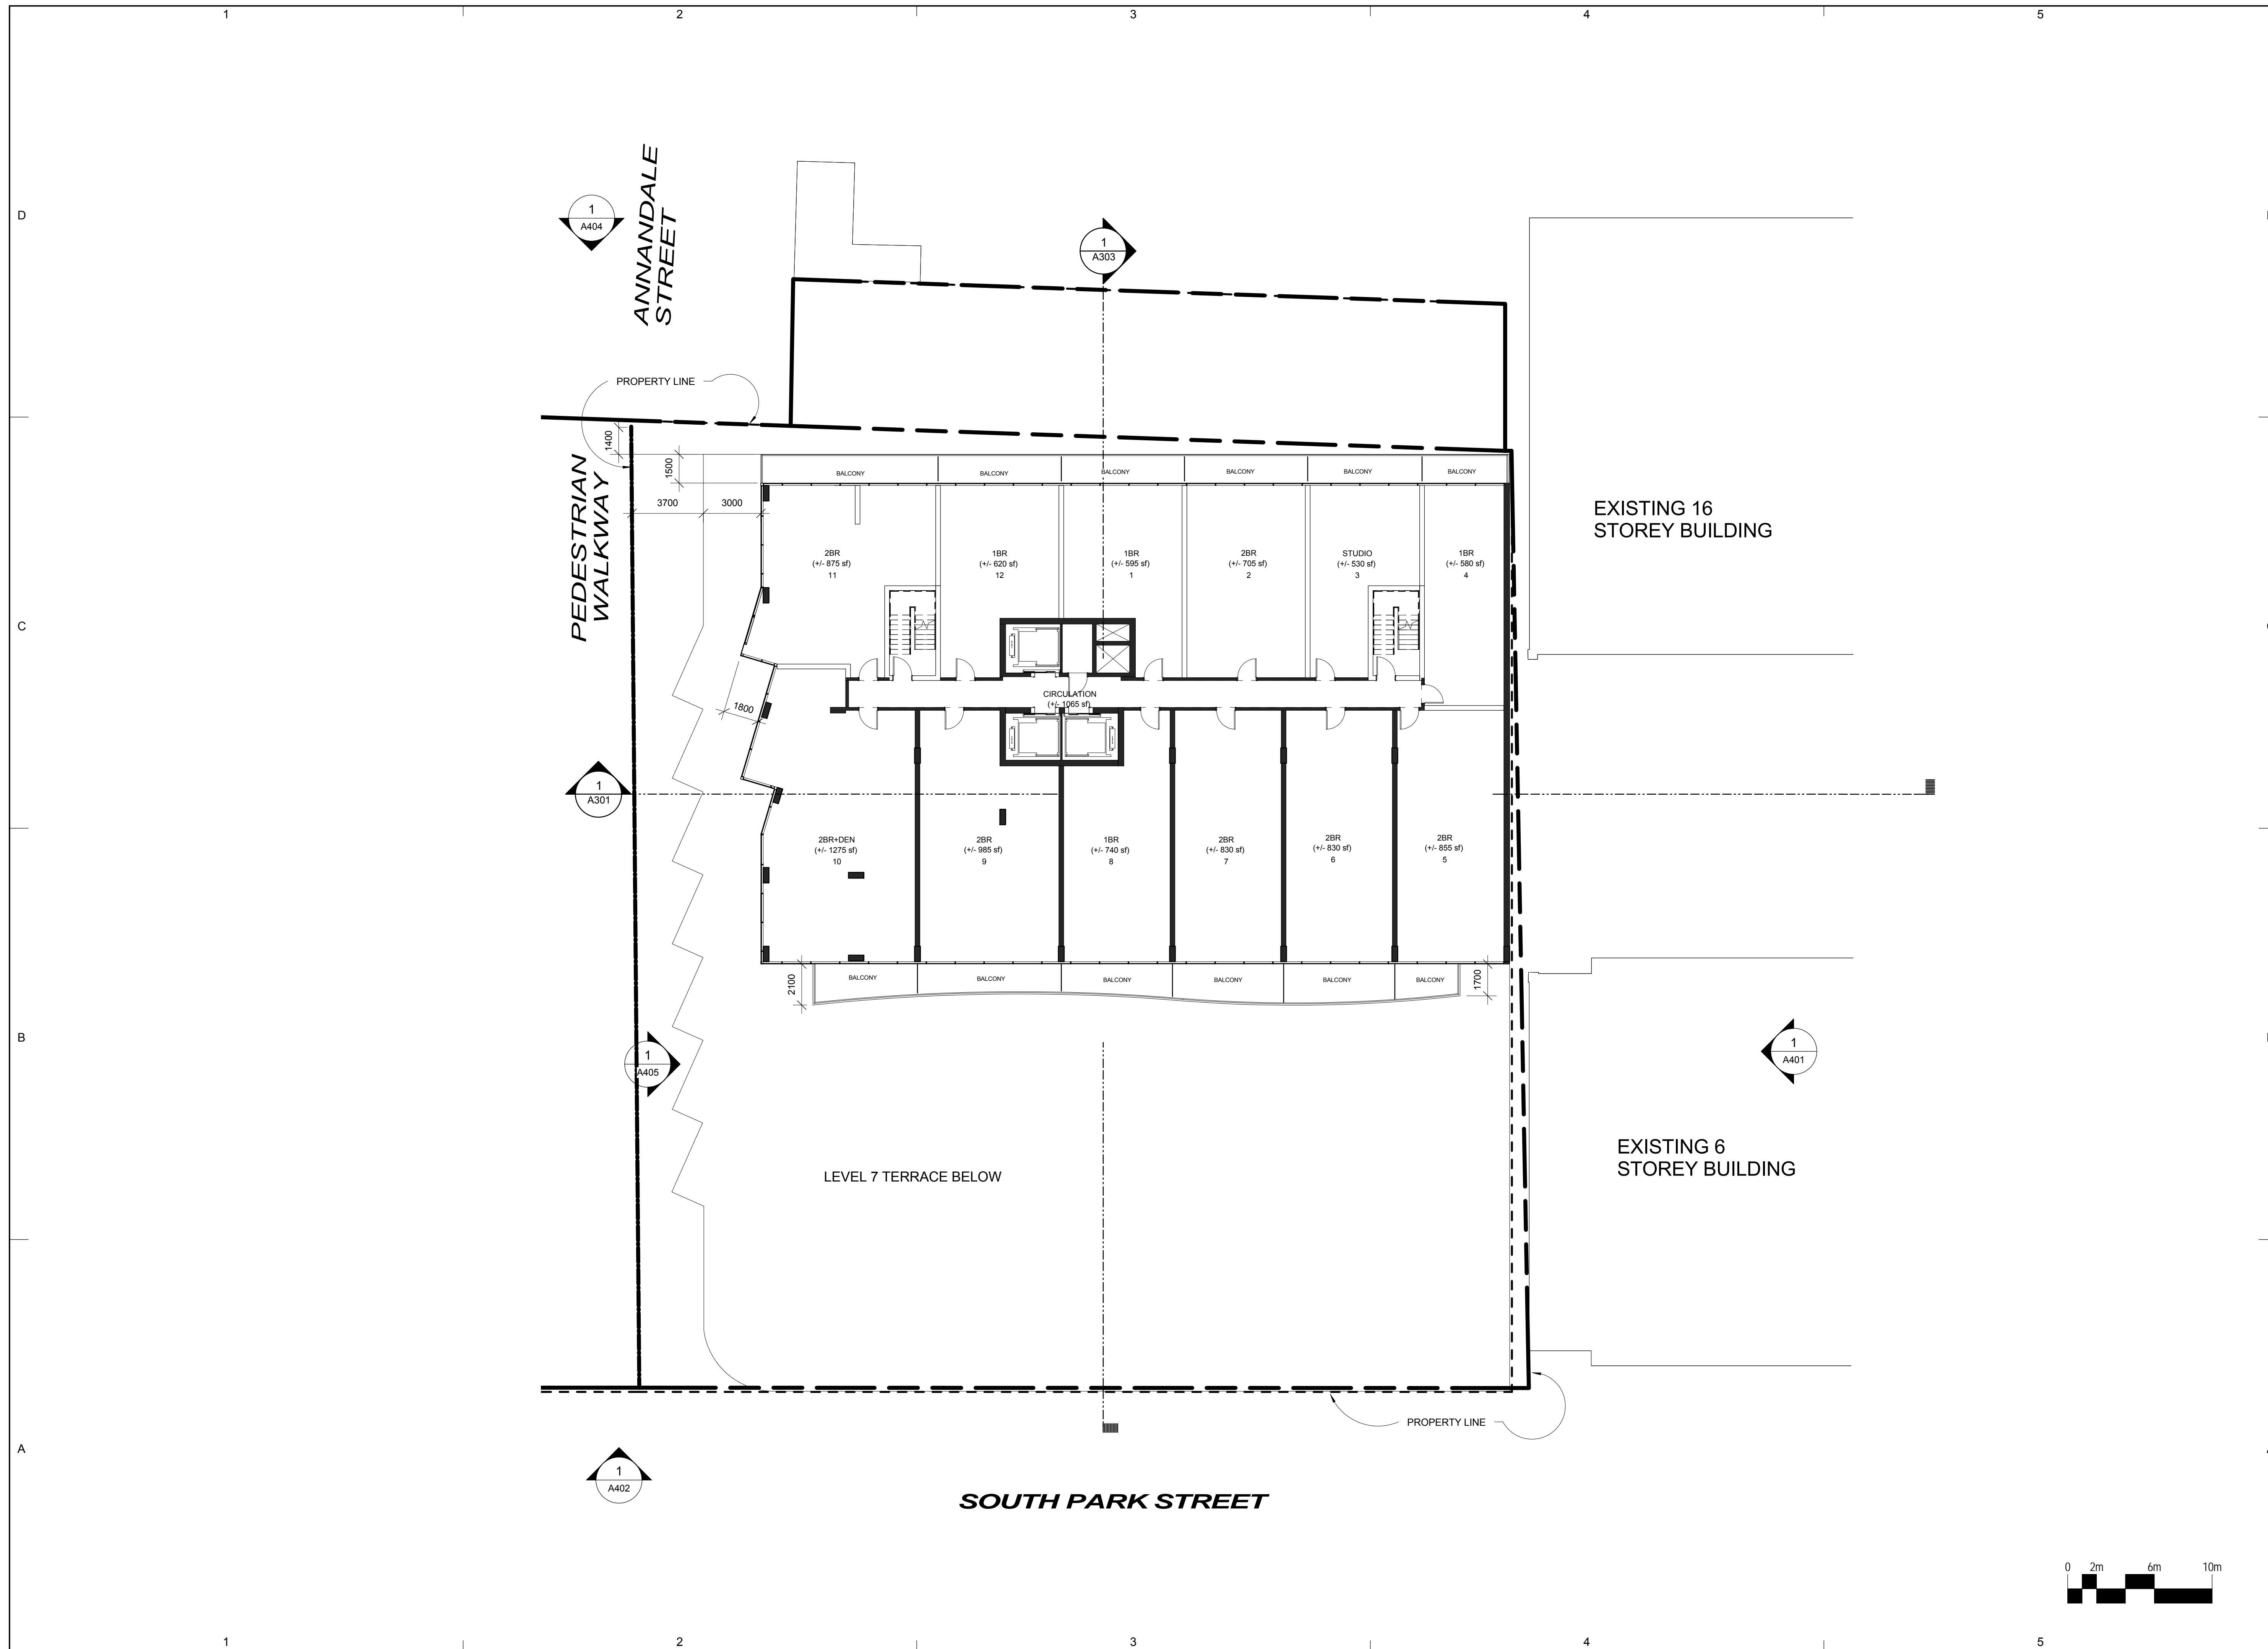 1
2
3
4
5
D
C
B
A
ANNANDALE
STREET
1
A404
1
A303
PROPERTY LINE
1400
1500
3700
3000
PEDESTRIAN
WALKWAY
BALCONY
BALCONY
BALCONY
BALCONY
BALCONY
BALCONY
EXISTING 16
STOREY BUILDING
2BR
(+/- 875 sf)
11
1BR
(+/- 620 sf)
12
1BR
(+/- 595 sf)
1
2BR
(+/- 705 sf)
2
STUDIO
(+/- 530 sf)
3
1BR
(+/- 580 sf)
4
CIRCULATION
(+/- 1065 sf)
1800
1
A301
2BR+DEN
(+/- 1275 sf)
10
2BR
(+/- 985 sf)
9
1BR
(+/- 740 sf)
8
2BR
(+/- 830 sf)
7
2BR
(+/- 830 sf)
6
2BR
(+/- 855 sf)
5
2100
BALCONY
BALCONY
BALCONY
BALCONY
BALCONY
BALCONY
1700
1
A405
1
A401
EXISTING 6
STOREY BUILDING
LEVEL 7 TERRACE BELOW
PROPERTY LINE
1
A402
SOUTH PARK STREET
0 2m 6m 10m
1
2
3
4
5